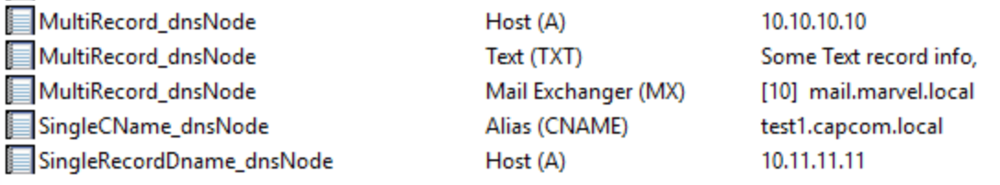 MultiRecord_dnsNode Host (A) 10.10.10.10
MultiRecord_dnsNode Text (TXT) Some Text record info,
MultiRecord_dnsNode Mail Exchanger (MX) [10] mail.marvel.local
SingleCName_dnsNode Alias (CNAME) test1.capcom.local
SingleRecordDname_dnsNode Host (A) 10.11.11.11